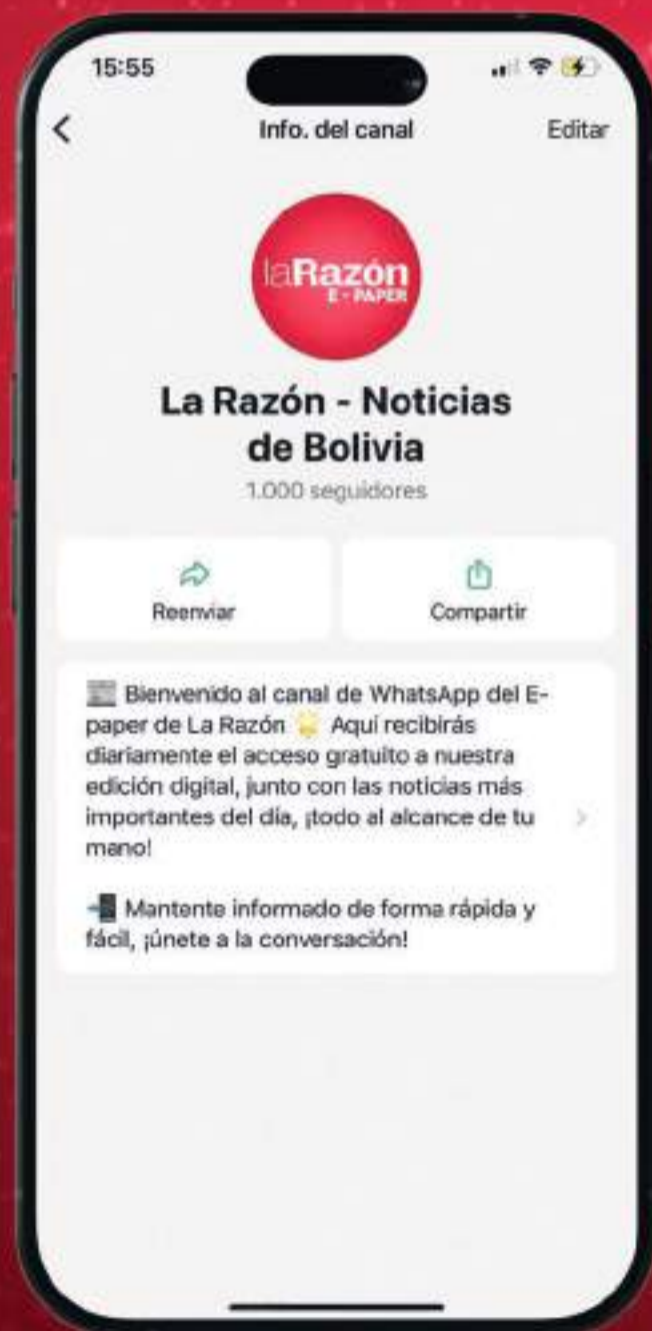 15:55
Info. del canal
Editar
laRazón
E - PAPER
La Razón - Noticias
de Bolivia
1.000 seguidores
Reenviar
Compartir
📰 Bienvenido al canal de WhatsApp del E-
paper de La Razón 🌟 Aquí recibirás
diariamente el acceso gratuito a nuestra
edición digital, junto con las noticias más
importantes del día, ¡todo al alcance de tu
mano!
📲 Mantente informado de forma rápida y
fácil, ¡únete a la conversación!